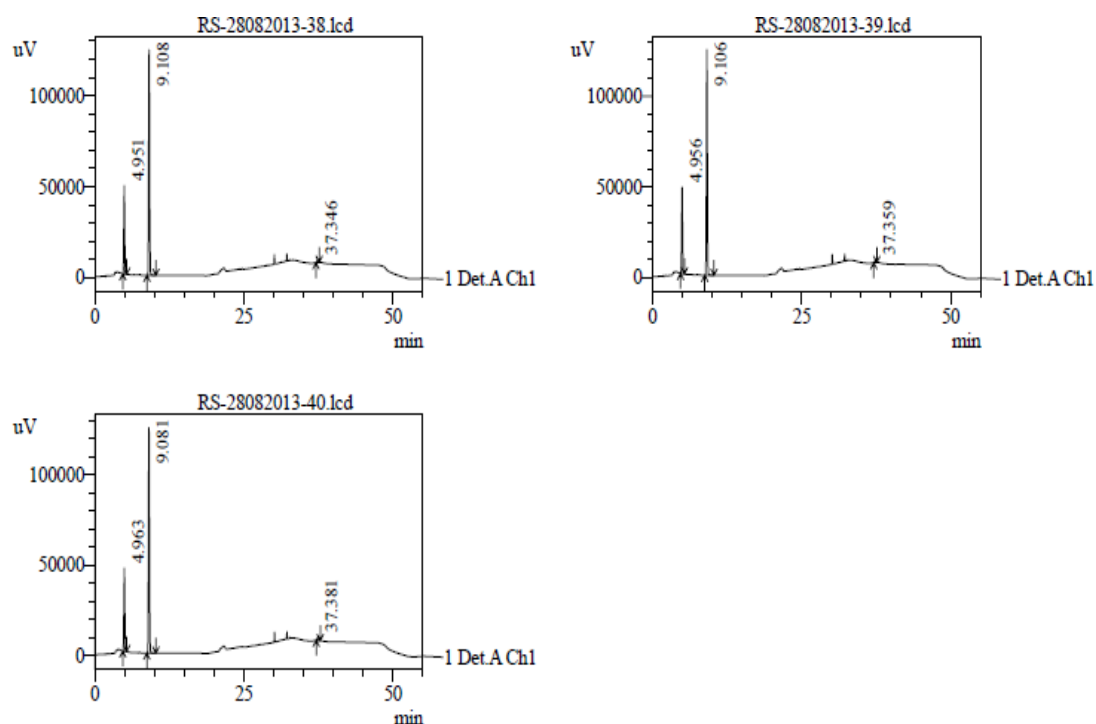 RS-28082013-38.lcd
uV
100000
50000
0
4.951
9.108
37.346
1 Det.A Ch1
0 25 50
min
RS-28082013-39.lcd
uV
100000
50000
0
4.956
9.106
37.359
1 Det.A Ch1
0 25 50
min
RS-28082013-40.lcd
uV
100000
50000
0
4.963
9.081
37.381
1 Det.A Ch1
0 25 50
min